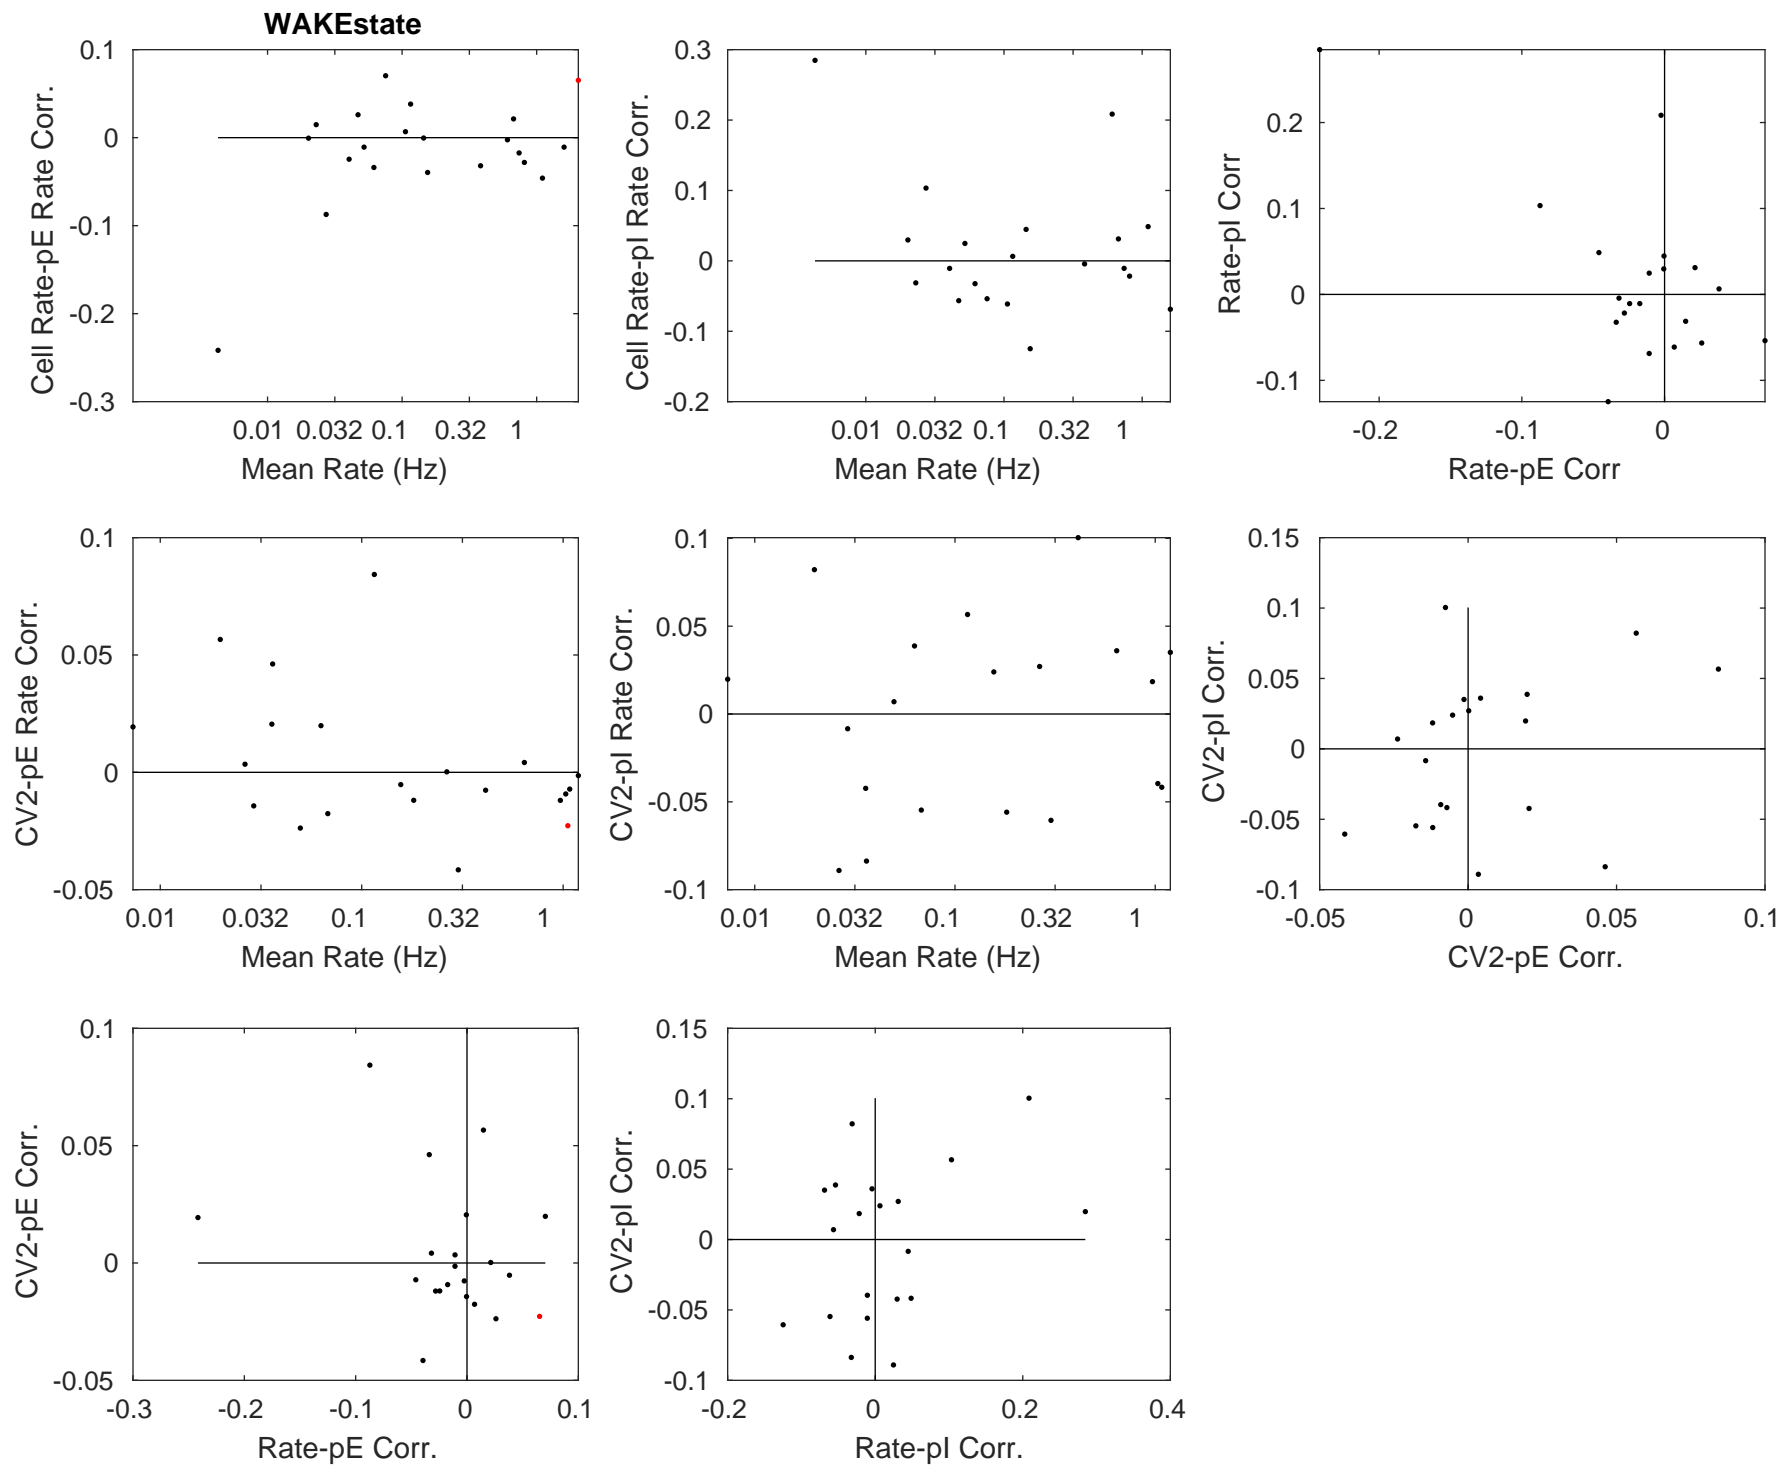 WAKEstate
0.1
0
-0.1
-0.2
-0.3
Cell Rate-pE Rate Corr.
0.01 0.032 0.1 0.32 1
Mean Rate (Hz)
0.3
0.2
0.1
0
-0.1
-0.2
Cell Rate-pI Rate Corr.
0.01 0.032 0.1 0.32 1
Mean Rate (Hz)
0.2
0.1
0
-0.1
Rate-pI Corr
-0.2 -0.1 0
Rate-pE Corr
0.1
0.05
0
-0.05
CV2-pE Rate Corr.
0.01 0.032 0.1 0.32 1
Mean Rate (Hz)
0.1
0.05
0
-0.05
-0.1
CV2-pI Rate Corr.
0.01 0.032 0.1 0.32 1
Mean Rate (Hz)
0.15
0.1
0.05
0
-0.05
-0.1
CV2-pI Corr.
-0.05 0 0.05 0.1
CV2-pE Corr.
0.1
0.05
0
-0.05
CV2-pE Corr.
-0.3 -0.2 -0.1 0 0.1
Rate-pE Corr.
0.15
0.1
0.05
0
-0.05
-0.1
CV2-pI Corr.
-0.2 0 0.2 0.4
Rate-pI Corr.